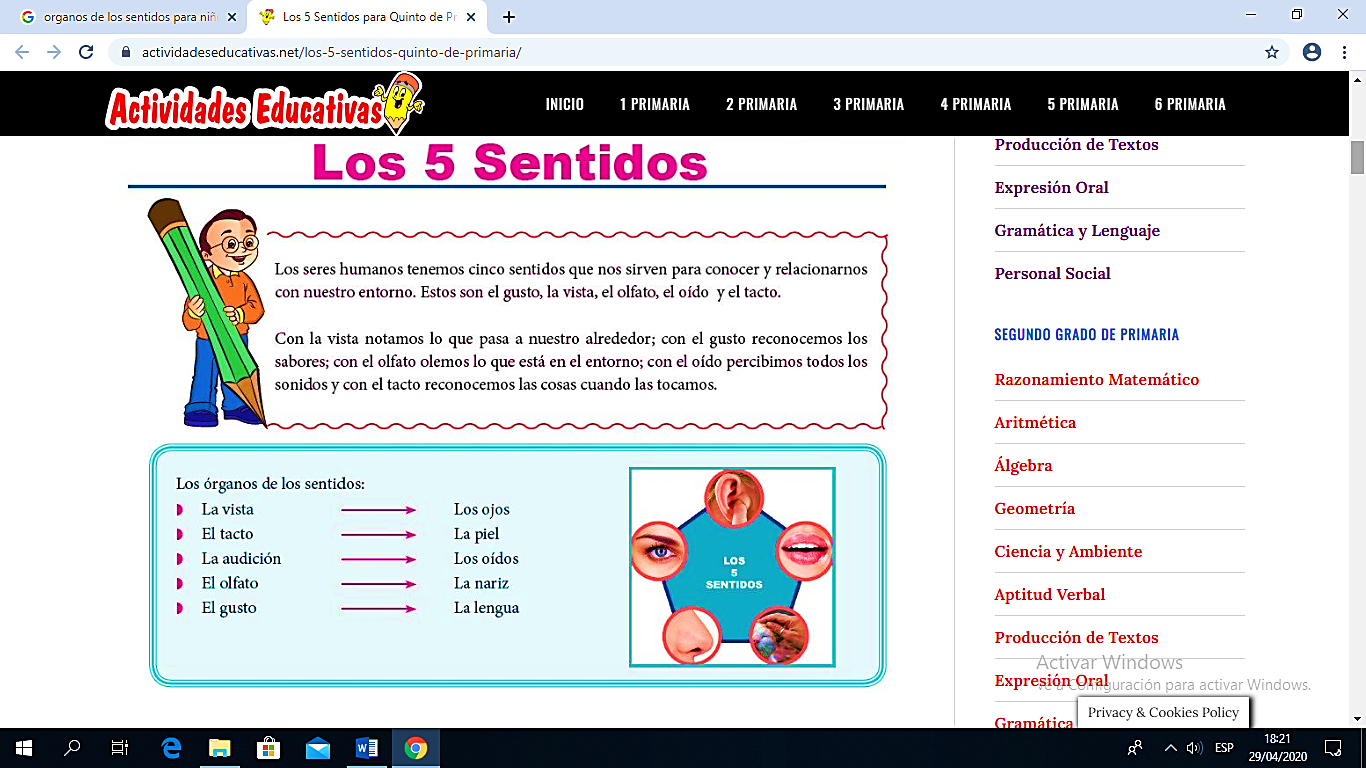 organos de los sentidos para niñ
Los 5 Sentidos para Quinto de Pr
actividadeseducativas.net/los-5-sentidos-quinto-de-primaria/
Actividades Educativas
INICIO
1 PRIMARIA
2 PRIMARIA
3 PRIMARIA
4 PRIMARIA
5 PRIMARIA
6 PRIMARIA
Los 5 Sentidos
Los seres humanos tenemos cinco sentidos que nos sirven para conocer y relacionarnos
con nuestro entorno. Estos son el gusto, la vista, el olfato, el oído y el tacto.
Con la vista notamos lo que pasa a nuestro alrededor; con el gusto reconocemos los
sabores; con el olfato olemos lo que está en el entorno; con el oído percibimos todos los
sonidos y con el tacto reconocemos las cosas cuando las tocamos.
Los órganos de los sentidos:
La vista Los ojos
El tacto La piel
La audición Los oídos
El olfato La nariz
El gusto La lengua
LOS
5
SENTIDOS
Producción de Textos
Expresión Oral
Gramática y Lenguaje
Personal Social
SEGUNDO GRADO DE PRIMARIA
Razonamiento Matemático
Aritmética
Álgebra
Geometría
Ciencia y Ambiente
Aptitud Verbal
Producción de Textos
Activar Windows
Expresión Oral
Ve a Configuración para activar Windows.
Gramática
Privacy & Cookies Policy
ESP
18:21
29/04/2020